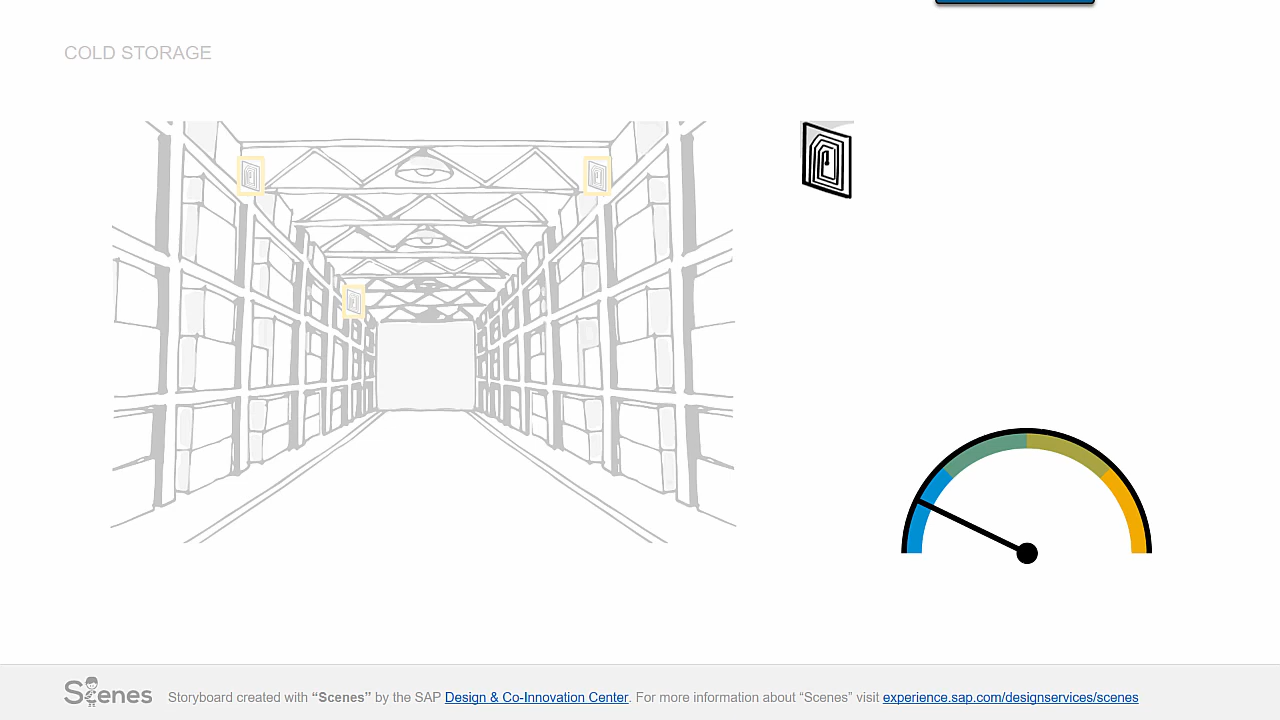 COLD STORAGE
Scenes Storyboard created with “Scenes” by the SAP Design & Co-Innovation Center. For more information about “Scenes” visit experience.sap.com/designservices/scenes